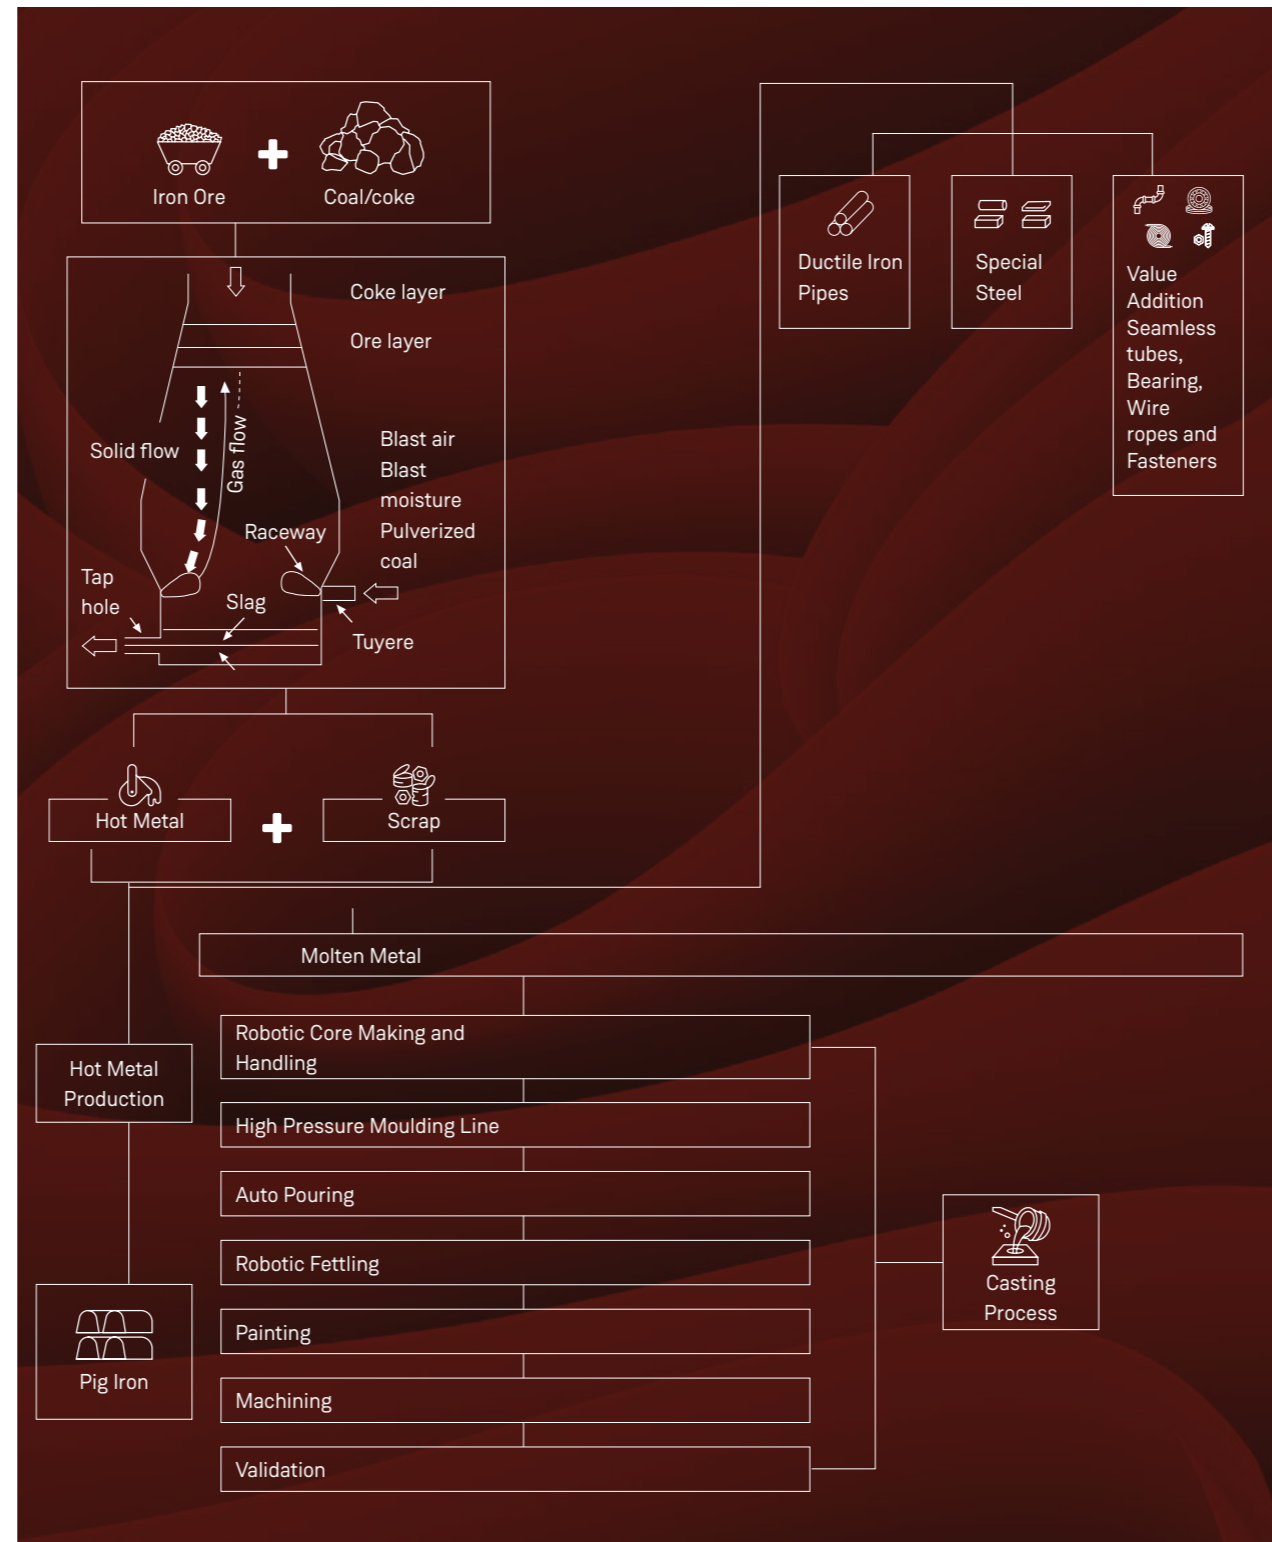 Iron Ore
Coal/coke
Coke layer
Ore layer
Solid flow
Gas flow
Blast air
Blast
moisture
Pulverized
coal
Raceway
Tap
hole
Slag
Tuyere
Hot Metal
Scrap
Ductile Iron
Pipes
Special
Steel
Value
Addition
Seamless
tubes,
Bearing,
Wire
ropes and
Fasteners
Molten Metal
Hot Metal
Production
Pig Iron
Robotic Core Making and
Handling
High Pressure Moulding Line
Auto Pouring
Robotic Fettling
Painting
Machining
Validation
Casting
Process